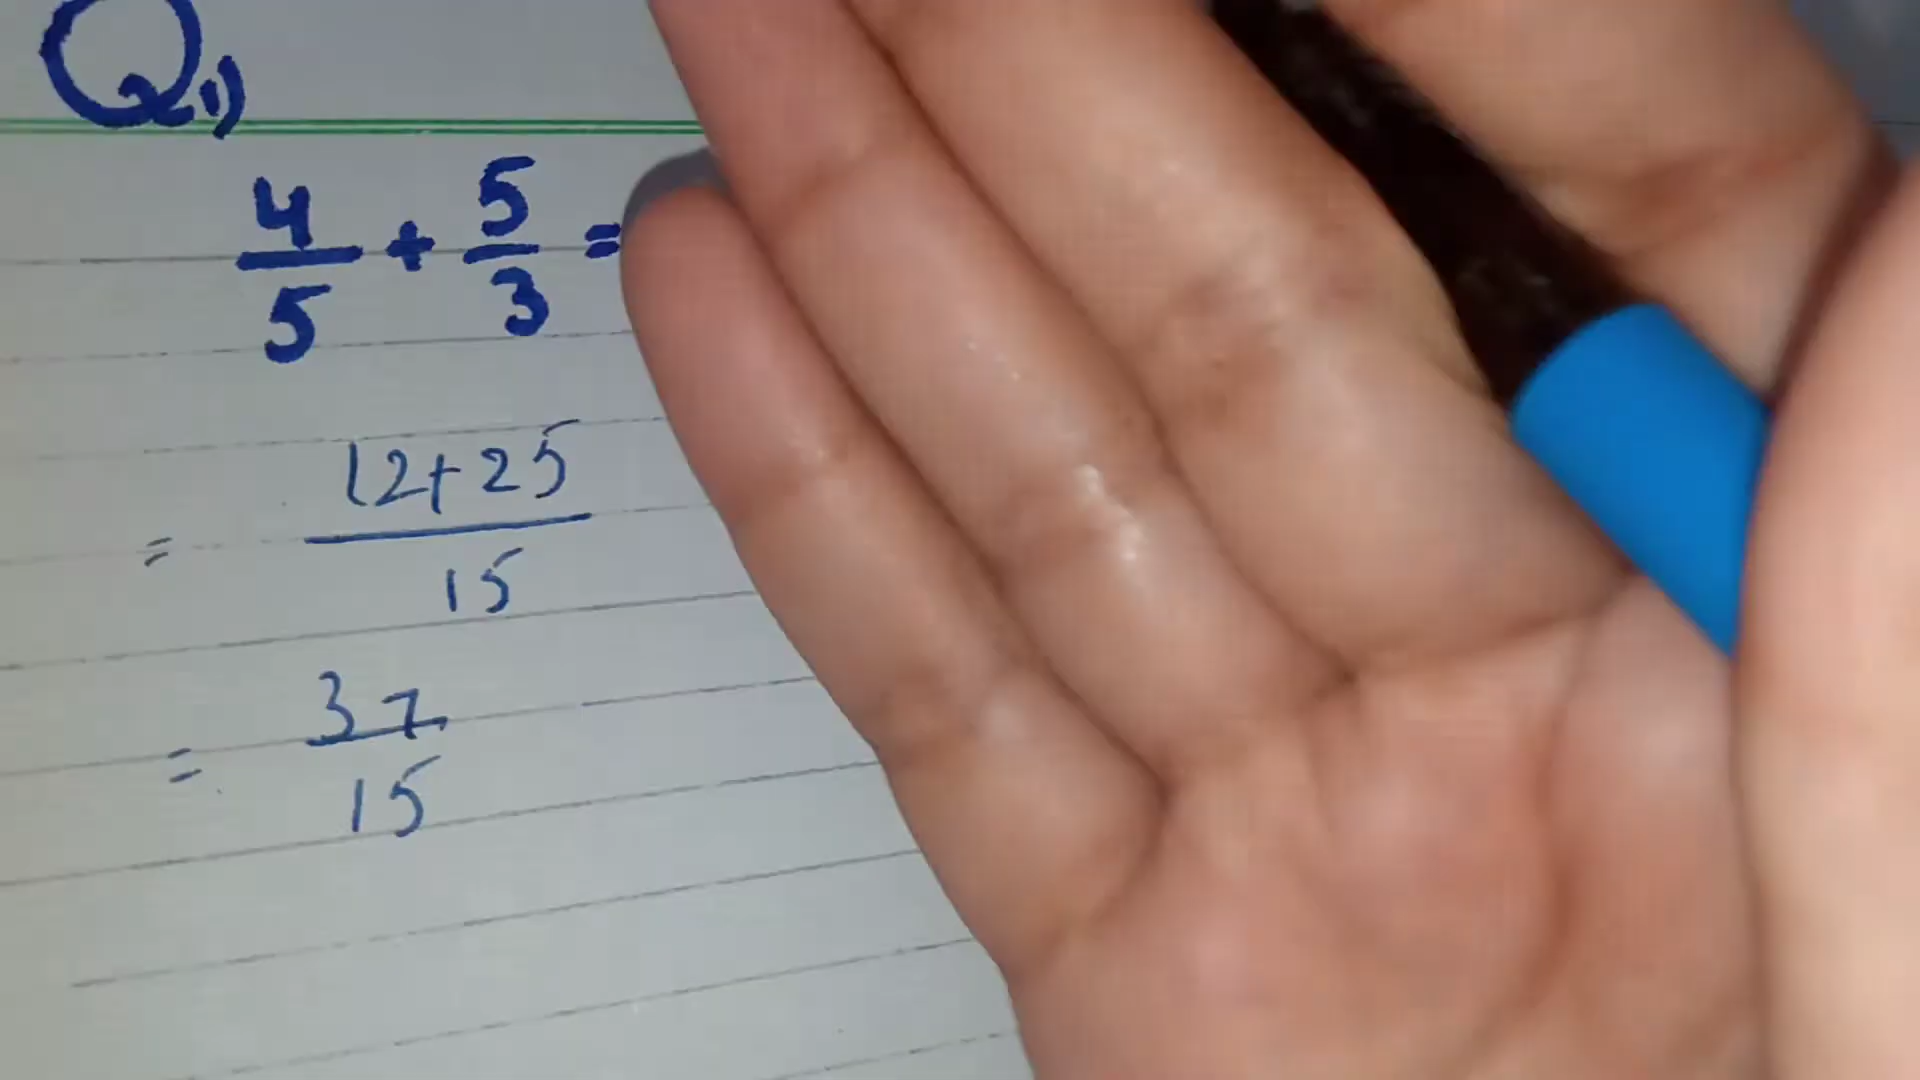 Q1)
4/5 + 5/3 =
= 12+25/15
= 37/15